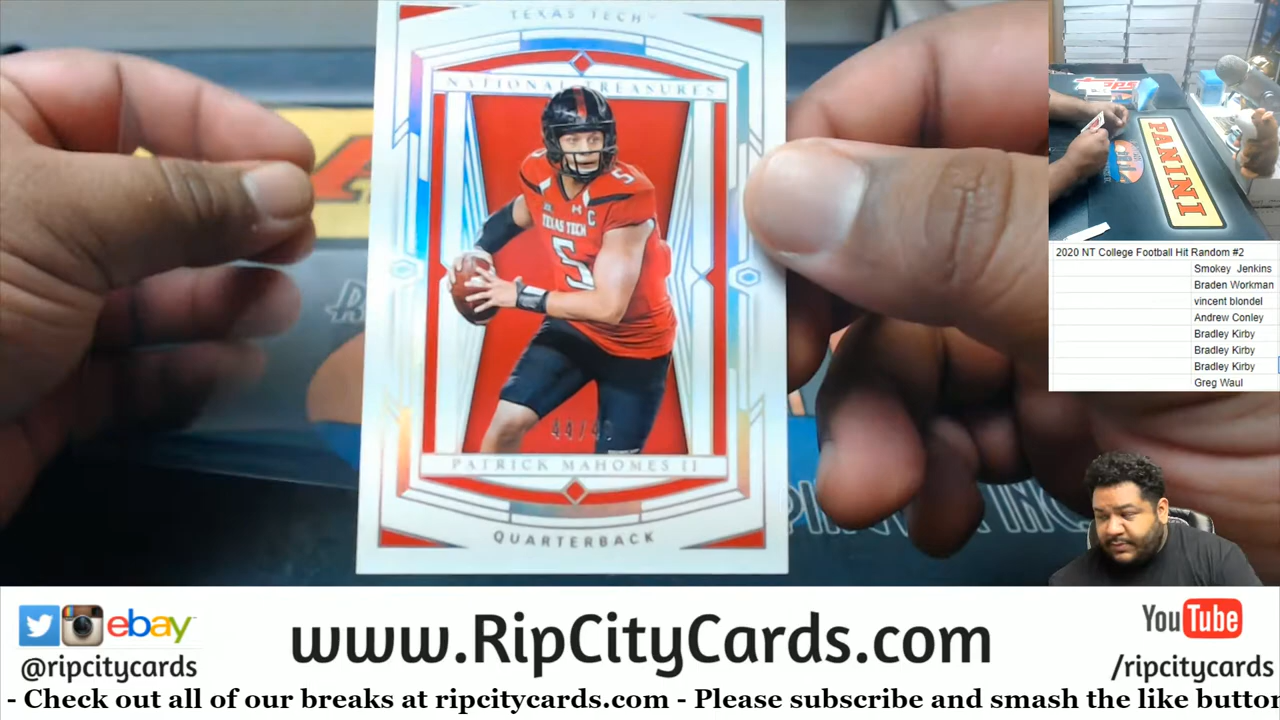 TEXAS TECH
NATIONAL TREASURES
5
TEXAS TECH
5
C
44/4
PATRICK MAHOMES II
QUARTERBACK
PANINI
2020 NT College Football Hit Random #2
Smokey Jenkins
Braden Workman
vincent blondel
Andrew Conley
Bradley Kirby
Bradley Kirby
Bradley Kirby
Greg Waul
ebay
@ripcitycards
www.RipCityCards.com
YouTube
/ripcitycards
- Check out all of our breaks at ripcitycards.com - Please subscribe and smash the like button